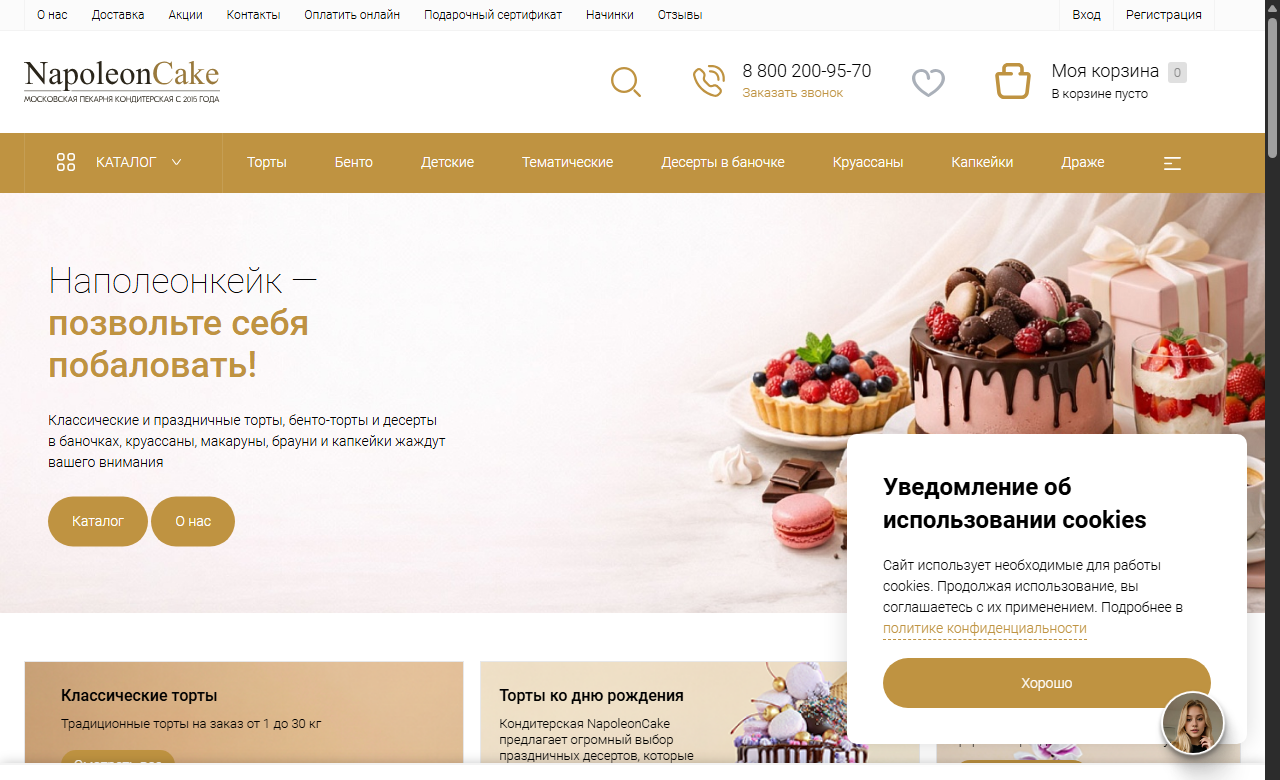 О нас Доставка Акции Контакты Оплатить онлайн Подарочный сертификат Начинки Отзывы Вход Регистрация
NapoleonCake
МОСКОВСКАЯ ПЕКАРНЯ КОНДИТЕРСКАЯ С 2015 ГОДА
8 800 200-95-70
Заказать звонок
Моя корзина 0
В корзине пусто
КАТАЛОГ Торты Бенто Детские Тематические Десерты в баночке Круассаны Капкейки Драже
Наполеонкейк —
позвольте себя
побаловать!
Классические и праздничные торты, бенто-торты и десерты
в баночках, круассаны, макаруны, брауни и капкейки жаждут
вашего внимания
Каталог О нас
Уведомление об
использовании cookies
Сайт использует необходимые для работы
cookies. Продолжая использование, вы
соглашаетесь с их применением. Подробнее в
политике конфиденциальности
Хорошо
Классические торты
Традиционные торты на заказ от 1 до 30 кг
Смотреть все
Торты ко дню рождения
Кондитерская NapoleonCake
предлагает огромный выбор
праздничных десертов, которые